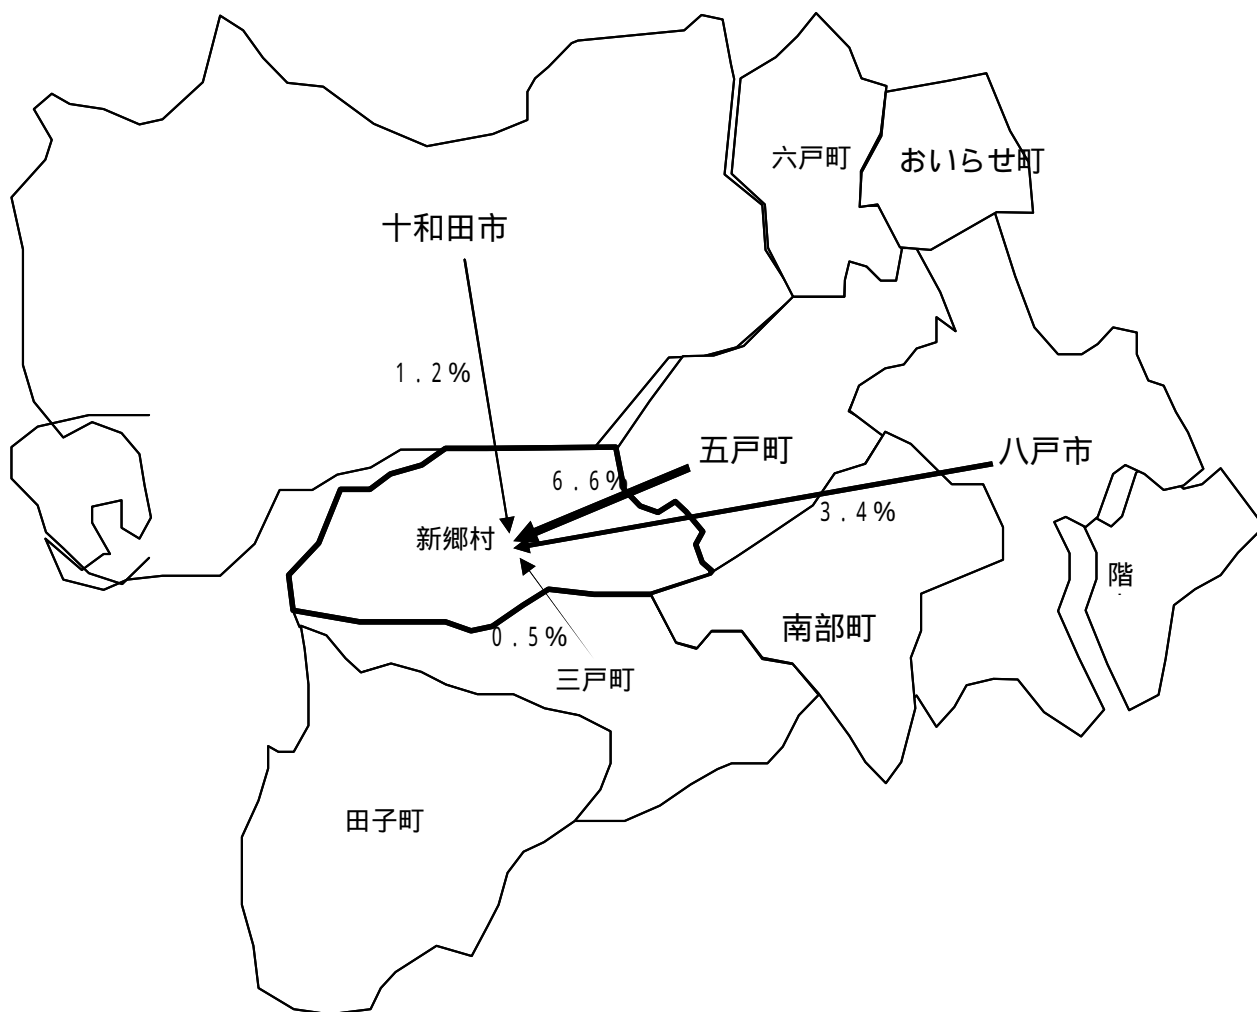 六戸町
おいらせ町
十和田市
1.2%
五戸町
八戸市
6.6%
3.4%
新郷村
階
南部町
0.5%
三戸町
田子町